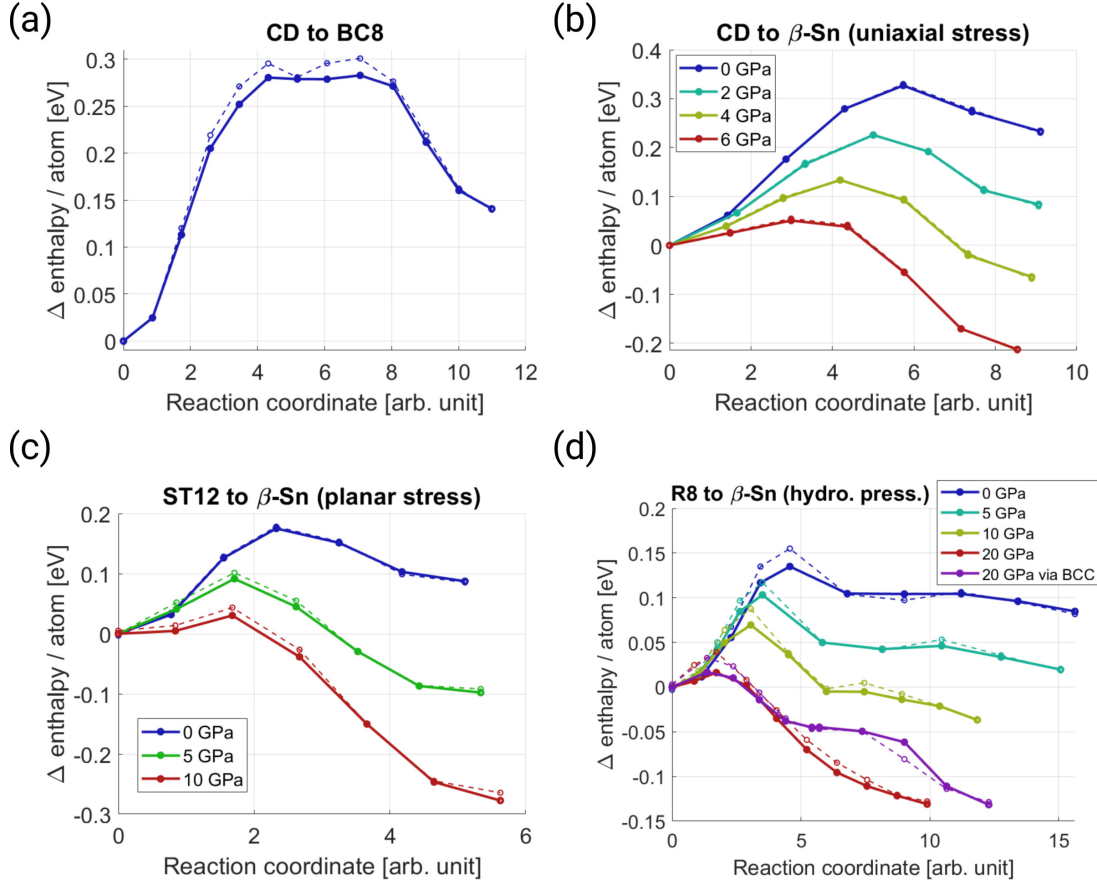 (a)
CD to BC8
Δ enthalpy / atom [eV]
0.3
0.25
0.2
0.15
0.1
0.05
0
0 2 4 6 8 10 12
Reaction coordinate [arb. unit]
(b)
CD to β-Sn (uniaxial stress)
Δ enthalpy / atom [eV]
0.4
0.3
0.2
0.1
0
-0.1
-0.2
0 GPa
2 GPa
4 GPa
6 GPa
0 2 4 6 8 10
Reaction coordinate [arb. unit]
(c)
ST12 to β-Sn (planar stress)
Δ enthalpy / atom [eV]
0.2
0.1
0
-0.1
-0.2
-0.3
0 GPa
5 GPa
10 GPa
0 2 4 6
Reaction coordinate [arb. unit]
(d)
R8 to β-Sn (hydro. press.)
Δ enthalpy / atom [eV]
0.2
0.15
0.1
0.05
0
-0.05
-0.1
-0.15
0 GPa
5 GPa
10 GPa
20 GPa
20 GPa via BCC
0 5 10 15
Reaction coordinate [arb. unit]